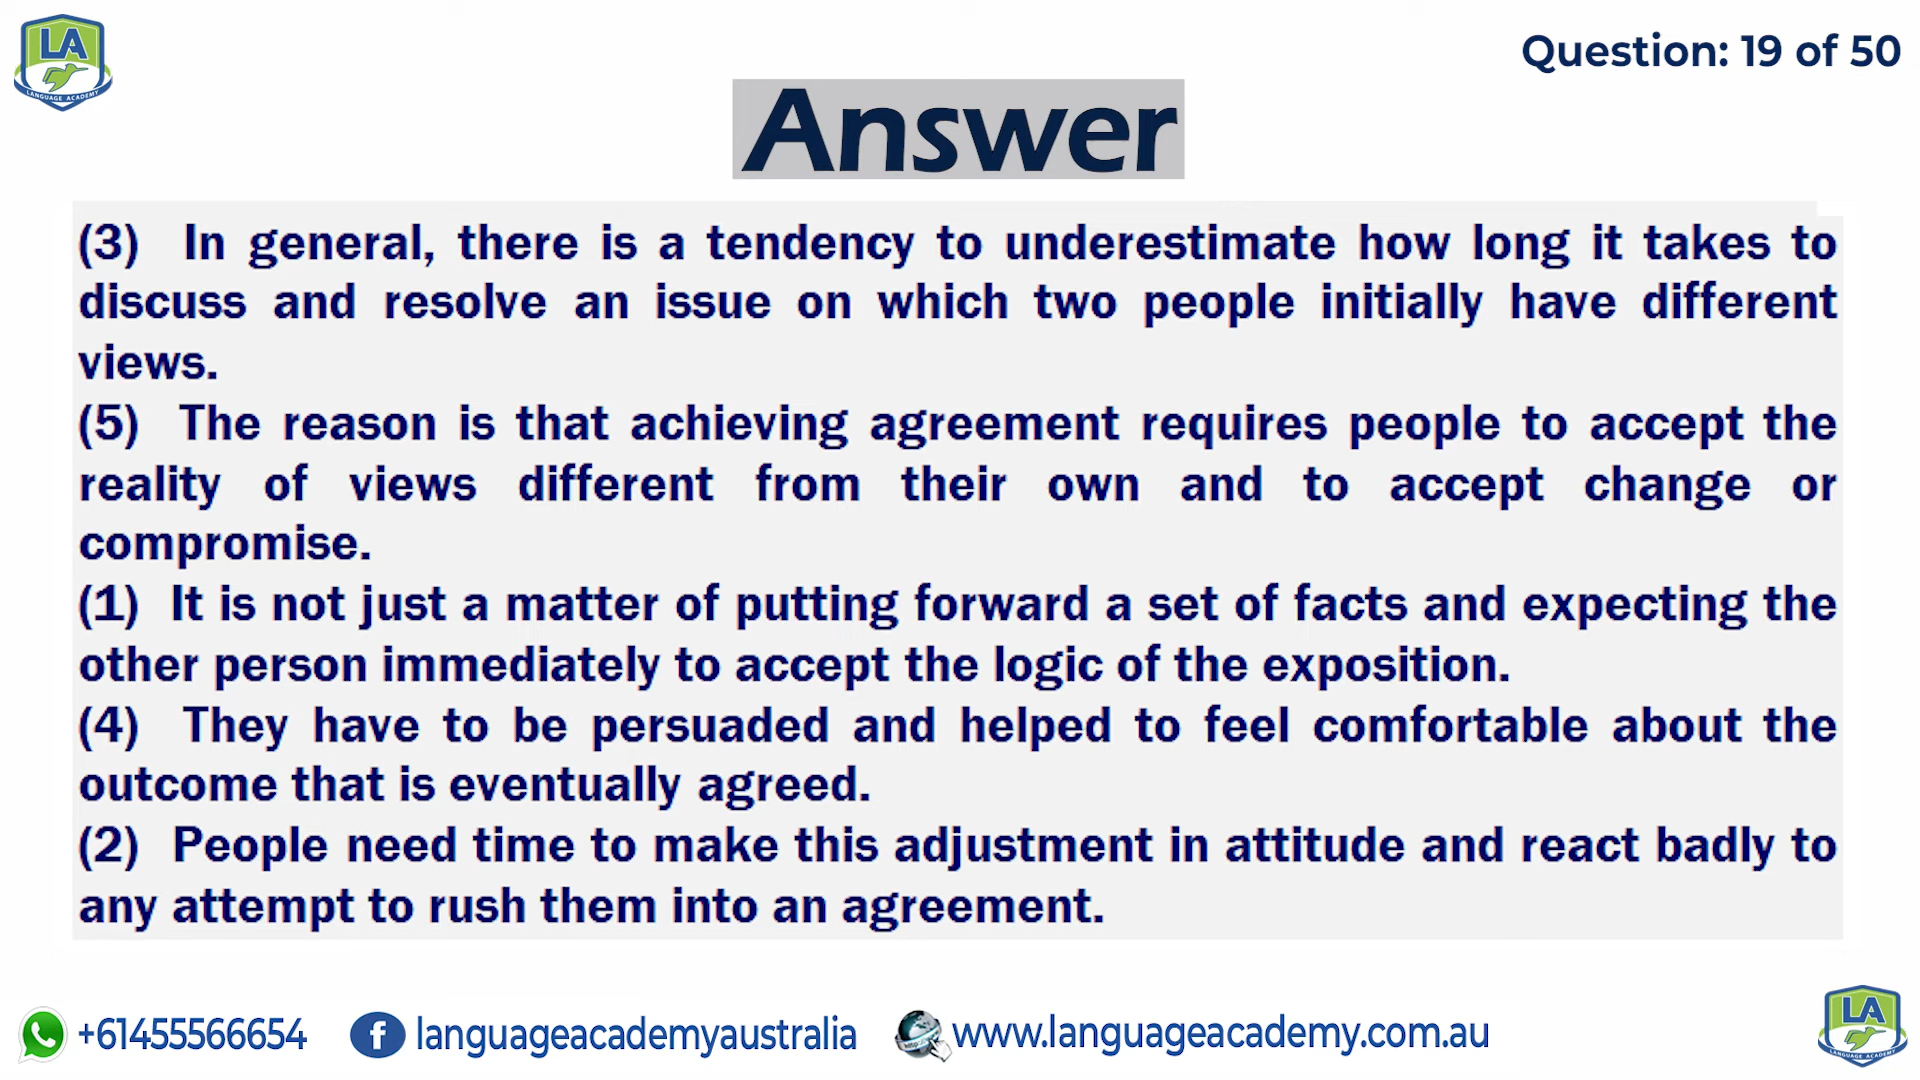 LA
LANGUAGE ACADEMY
Question: 19 of 50
Answer
(3) In general, there is a tendency to underestimate how long it takes to
discuss and resolve an issue on which two people initially have different
views.
(5) The reason is that achieving agreement requires people to accept the
reality of views different from their own and to accept change or
compromise.
(1) It is not just a matter of putting forward a set of facts and expecting the
other person immediately to accept the logic of the exposition.
(4) They have to be persuaded and helped to feel comfortable about the
outcome that is eventually agreed.
(2) People need time to make this adjustment in attitude and react badly to
any attempt to rush them into an agreement.
+61455566654
f languageacademyaustralia
www.languageacademy.com.au
LA
LANGUAGE ACADEMY